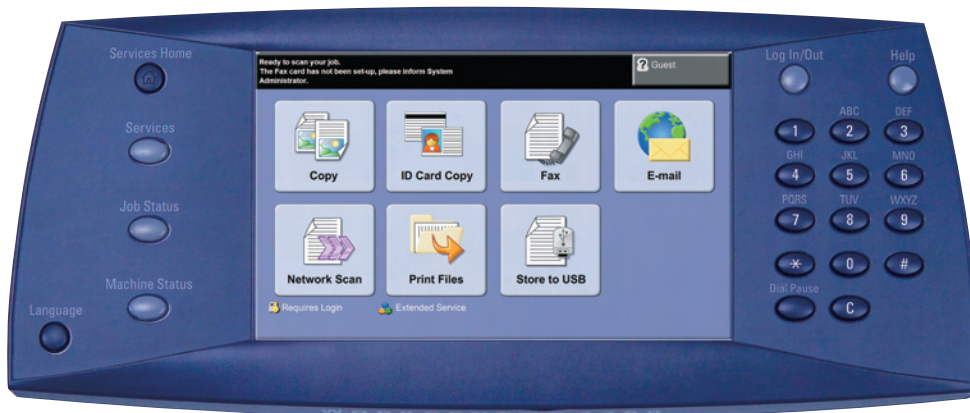 Services Home
Services
Job Status
Machine Status
Language
Ready to scan your job.
The Fax card has not been set-up, please inform System
Administrator.
? Guest
Copy
ID Card Copy
Fax
E-mail
Network Scan
Print Files
Store to USB
Requires Login
Extended Service
Log In/Out
Help
ABC
DEF
1
2
3
GHI
JKL
MNO
4
5
6
PQRS
TUV
WXYZ
7
8
9
*
0
#
Dial Pause
C